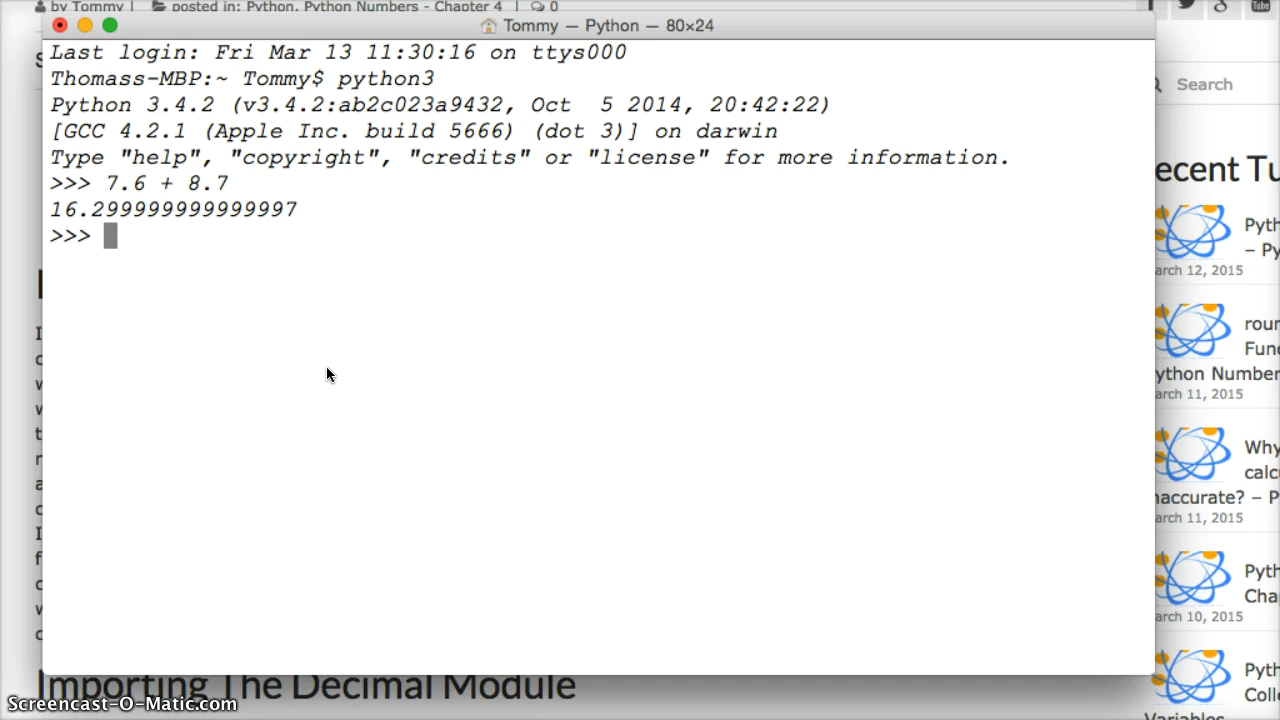 by Tommy | posted in: Python, Python Numbers - Chapter 4 | 0
Tommy — Python — 80×24
Last login: Fri Mar 13 11:30:16 on ttys000
Thomass-MBP:~ Tommy$ python3
Python 3.4.2 (v3.4.2:ab2c023a9432, Oct  5 2014, 20:42:22)
[GCC 4.2.1 (Apple Inc. build 5666) (dot 3)] on darwin
Type "help", "copyright", "credits" or "license" for more information.
>>> 7.6 + 8.7
16.299999999999997
>>>
Search
ecent Tu
Pyth
– Py
arch 12, 2015
roun
Func
ython Number
arch 11, 2015
Why
calc
naccurate? – P
arch 11, 2015
Pyth
Cha
arch 10, 2015
Pyth
Coll
Variables
Importing The Decimal Module
Screencast-O-Matic.com